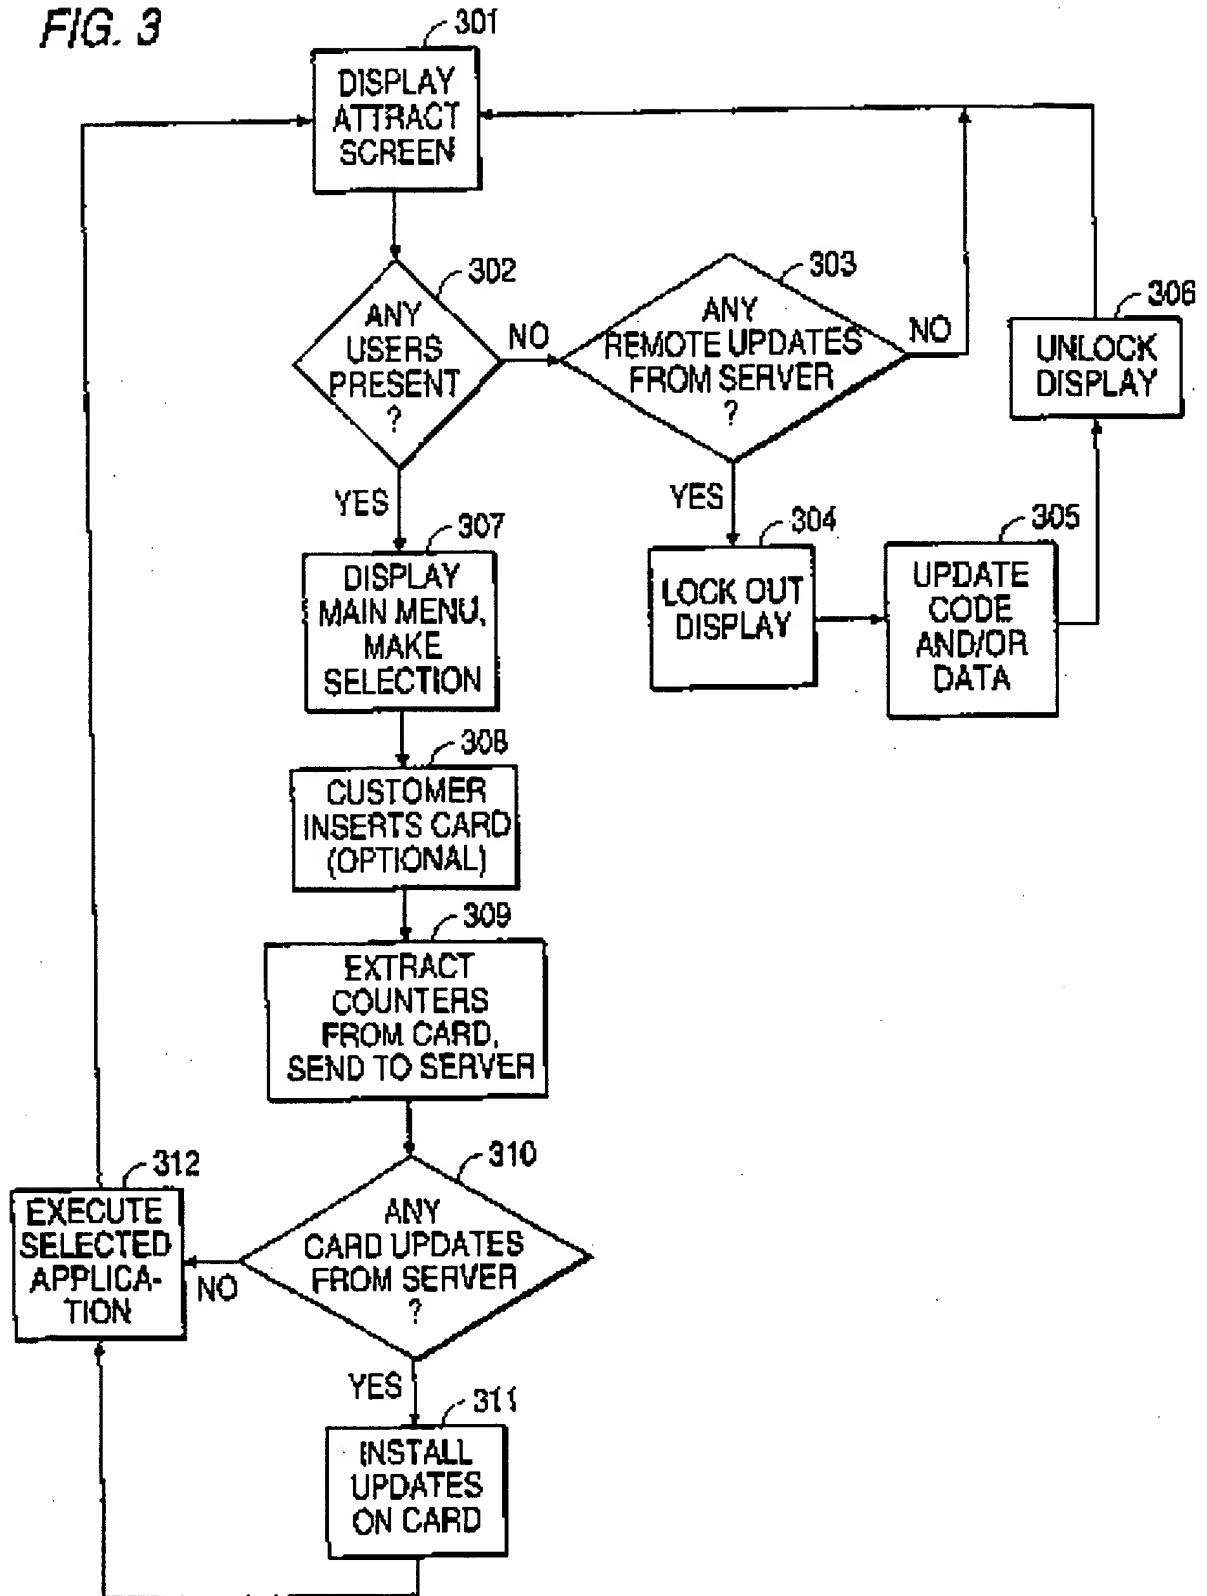 FIG. 3
301
DISPLAY
ATTRACT
SCREEN
302
ANY
USERS
PRESENT
?
NO
303
ANY
REMOTE UPDATES
FROM SERVER
?
NO
306
UNLOCK
DISPLAY
YES
YES
304
LOCK OUT
DISPLAY
305
UPDATE
CODE
AND/OR
DATA
307
DISPLAY
MAIN MENU,
MAKE
SELECTION
308
CUSTOMER
INSERTS CARD
(OPTIONAL)
309
EXTRACT
COUNTERS
FROM CARD,
SEND TO SERVER
310
ANY
CARD UPDATES
FROM SERVER
?
NO
312
EXECUTE
SELECTED
APPLICA-
TION
YES
311
INSTALL
UPDATES
ON CARD